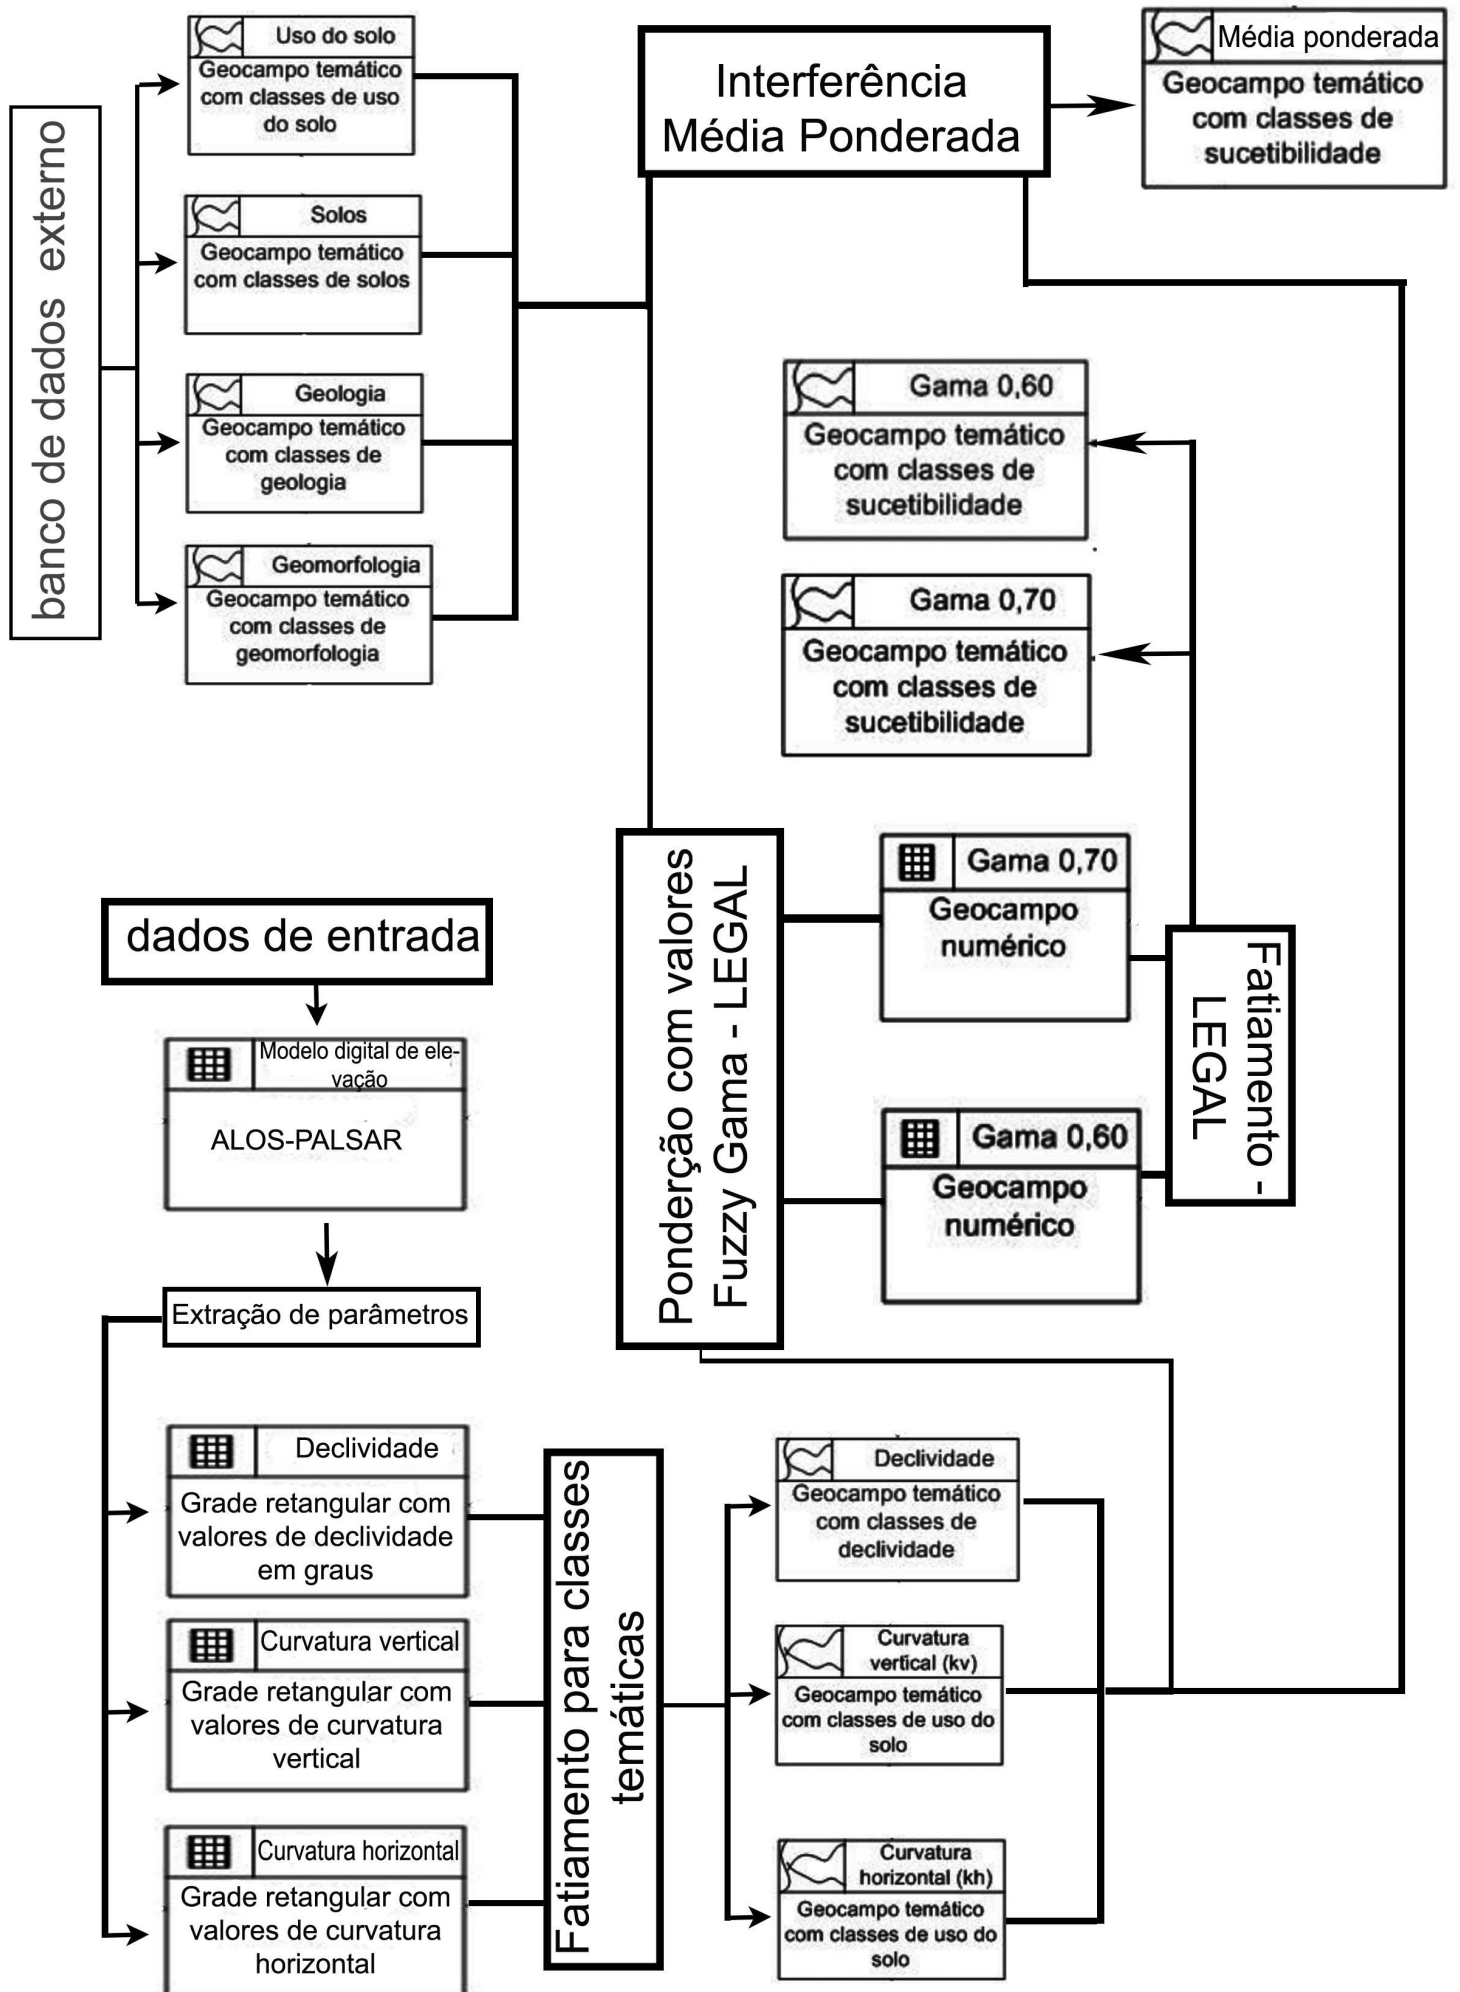 banco de dados externo
Uso do solo
Geocampo temático
com classes de uso
do solo
Solos
Geocampo temático
com classes de solos
Geologia
Geocampo temático
com classes de
geologia
Geomorfologia
Geocampo temático
com classes de
geomorfologia
Interferência
Média Ponderada
Média ponderada
Geocampo temático
com classes de
sucetibilidade
Gama 0,60
Geocampo temático
com classes de
sucetibilidade
Gama 0,70
Geocampo temático
com classes de
sucetibilidade
Ponderção com valores
Fuzzy Gama - LEGAL
Gama 0,70
Geocampo
numérico
Gama 0,60
Geocampo
numérico
Fatiamento -
LEGAL
dados de entrada
Modelo digital de ele-
vação
ALOS-PALSAR
Extração de parâmetros
Declividade
Grade retangular com
valores de declividade
em graus
Curvatura vertical
Grade retangular com
valores de curvatura
vertical
Curvatura horizontal
Grade retangular com
valores de curvatura
horizontal
Fatiamento para classes
temáticas
Declividade
Geocampo temático
com classes de
declividade
Curvatura
vertical (kv)
Geocampo temático
com classes de uso do
solo
Curvatura
horizontal (kh)
Geocampo temático
com classes de uso do
solo